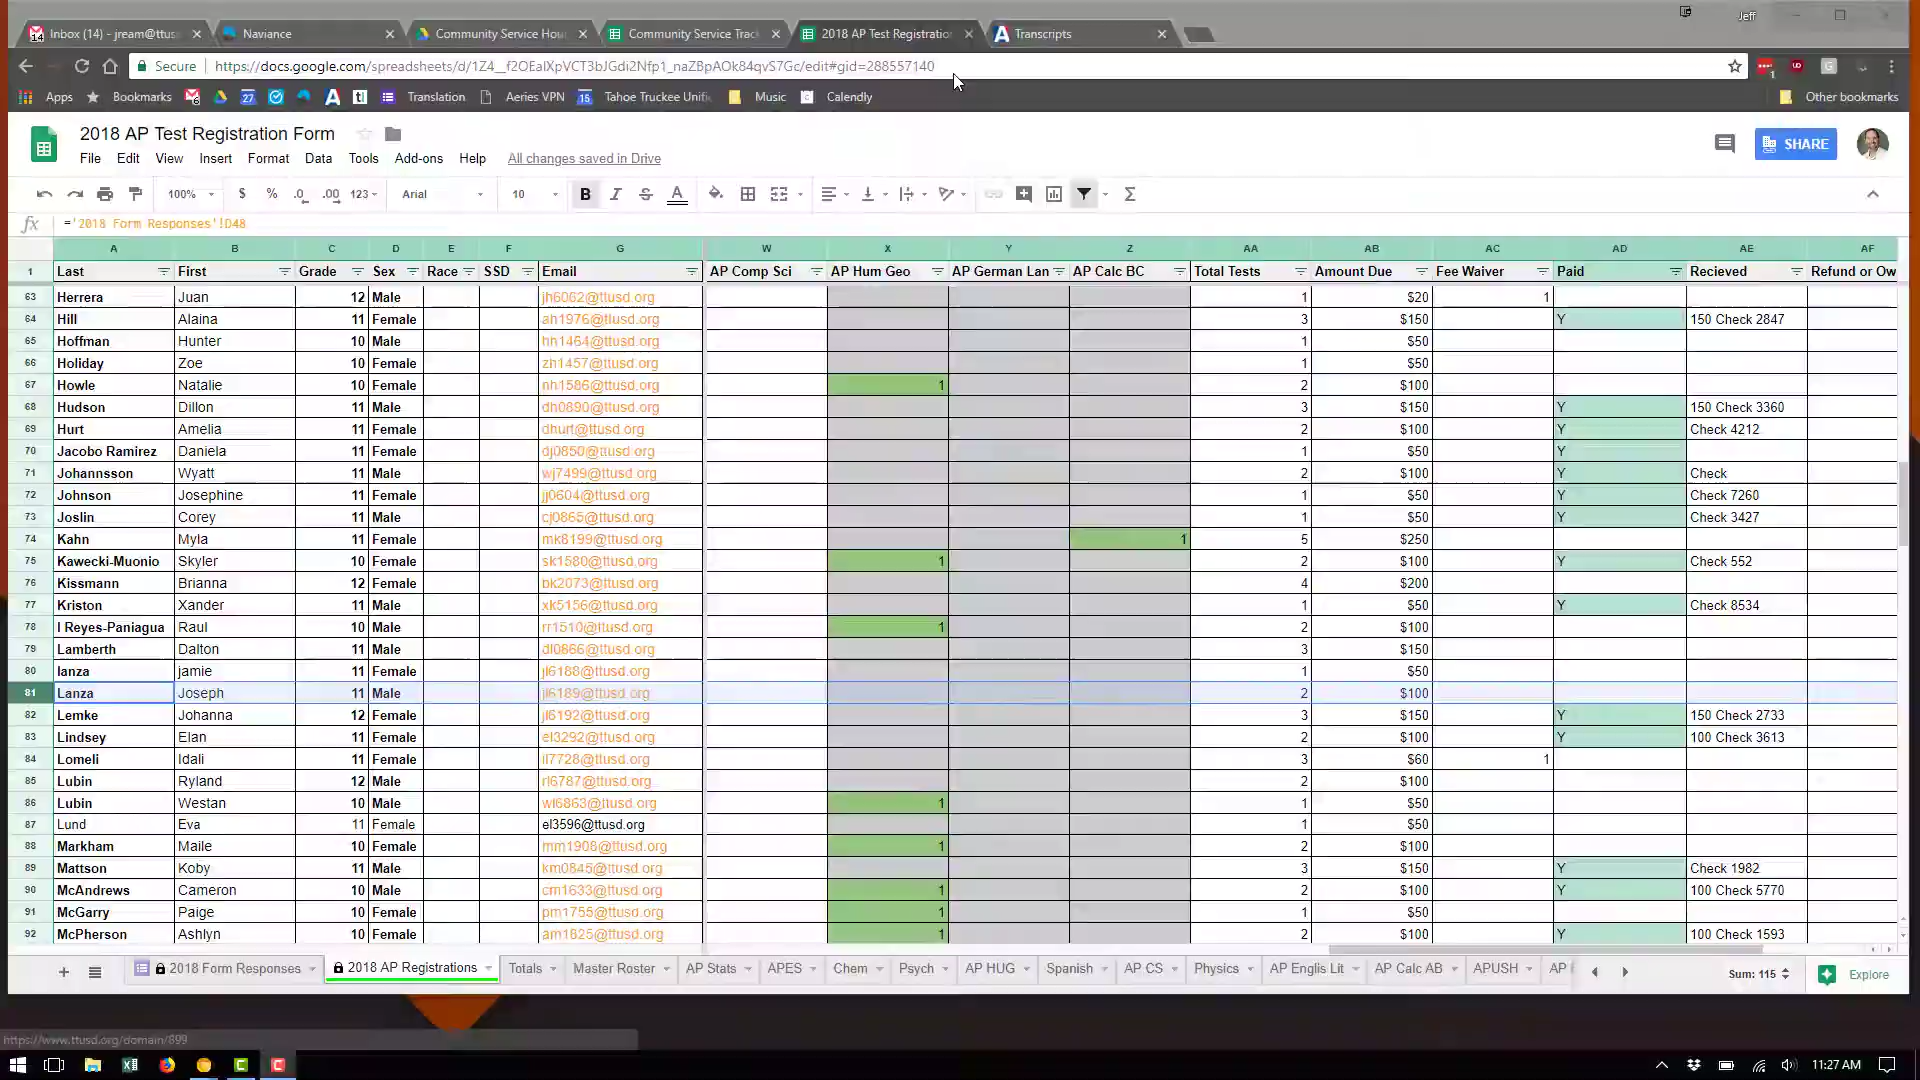 Jeff
Inbox (14) - jream@ttus
Naviance
Community Service Hou
Community Service Trac
2018 AP Test Registratio
Transcripts
Secure
https://docs.google.com/spreadsheets/d/1Z4__f2OEaIXpVCT3bJGdi2Nfp1_naZBpAOk84qvS7Gc/edit#gid=288557140
Apps Bookmarks Translation Aeries VPN Tahoe Truckee Unifi Music Calendly Other bookmarks
2018 AP Test Registration Form
File Edit View Insert Format Data Tools Add-ons Help All changes saved in Drive
SHARE
100% $ % .0 .00 123 Arial 10 B I S A
fx ='2018 Form Responses'!D48
A B C D E F G W X Y Z AA AB AC AD AE AF
1 Last First Grade Sex Race SSD Email AP Comp Sci AP Hum Geo AP German Lan AP Calc BC Total Tests Amount Due Fee Waiver Paid Recieved Refund or Ow
63 Herrera Juan 12 Male jh6062@ttusd.org 1 $20 1
64 Hill Alaina 11 Female ah1976@ttusd.org 3 $150 Y 150 Check 2847
65 Hoffman Hunter 10 Male hh1464@ttusd.org 1 $50
66 Holiday Zoe 10 Female zh1457@ttusd.org 1 $50
67 Howle Natalie 10 Female nh1586@ttusd.org 1 2 $100
68 Hudson Dillon 11 Male dh0890@ttusd.org 3 $150 Y 150 Check 3360
69 Hurt Amelia 11 Female dhurt@ttusd.org 2 $100 Y Check 4212
70 Jacobo Ramirez Daniela 11 Female dj0850@ttusd.org 1 $50 Y
71 Johannsson Wyatt 11 Male wj7499@ttusd.org 2 $100 Y Check
72 Johnson Josephine 11 Female jj0604@ttusd.org 1 $50 Y Check 7260
73 Joslin Corey 11 Male cj0865@ttusd.org 1 $50 Y Check 3427
74 Kahn Myla 11 Female mk8199@ttusd.org 1 5 $250
75 Kawecki-Muonio Skyler 10 Female sk1580@ttusd.org 1 2 $100 Y Check 552
76 Kissmann Brianna 12 Female bk2073@ttusd.org 4 $200
77 Kriston Xander 11 Male xk5156@ttusd.org 1 $50 Y Check 8534
78 l Reyes-Paniagua Raul 10 Male rr1510@ttusd.org 1 2 $100
79 Lamberth Dalton 11 Male dl0866@ttusd.org 3 $150
80 lanza jamie 11 Female jl6188@ttusd.org 1 $50
81 Lanza Joseph 11 Male jl6189@ttusd.org 2 $100
82 Lemke Johanna 12 Female jl6192@ttusd.org 3 $150 Y 150 Check 2733
83 Lindsey Elan 11 Female el3292@ttusd.org 2 $100 Y 100 Check 3613
84 Lomeli Idali 11 Female il7728@ttusd.org 3 $60 1
85 Lubin Ryland 12 Male rl6787@ttusd.org 2 $100
86 Lubin Westan 10 Male wl6863@ttusd.org 1 1 $50
87 Lund Eva 11 Female el3596@ttusd.org 1 $50
88 Markham Maile 10 Female mm1908@ttusd.org 1 2 $100
89 Mattson Koby 11 Male km0845@ttusd.org 3 $150 Y Check 1982
90 McAndrews Cameron 10 Male cm1633@ttusd.org 1 2 $100 Y 100 Check 5770
91 McGarry Paige 10 Female pm1755@ttusd.org 1 1 $50
92 McPherson Ashlyn 10 Female am1825@ttusd.org 1 2 $100 Y 100 Check 1593
2018 Form Responses 2018 AP Registrations Totals Master Roster AP Stats APES Chem Psych AP HUG Spanish AP CS Physics AP Englis Lit AP Calc AB APUSH AP Sum: 115 Explore
https://www.ttusd.org/domain/899
11:27 AM